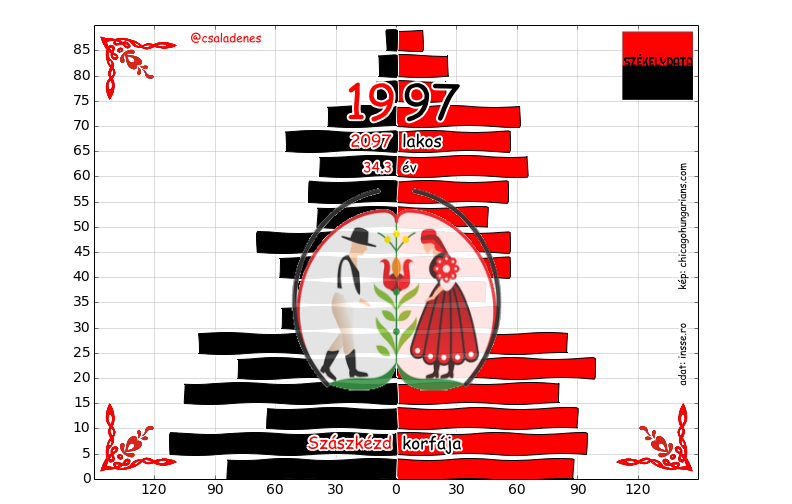 @csaladenes
SZÉKELYDATA
1997
2097 lakos
34.3 év
kép: chicagohungarians.com
adat: insse.ro
Szászkézd korfája
85
80
75
70
65
60
55
50
45
40
35
30
25
20
15
10
5
0
120 90 60 30 0 30 60 90 120